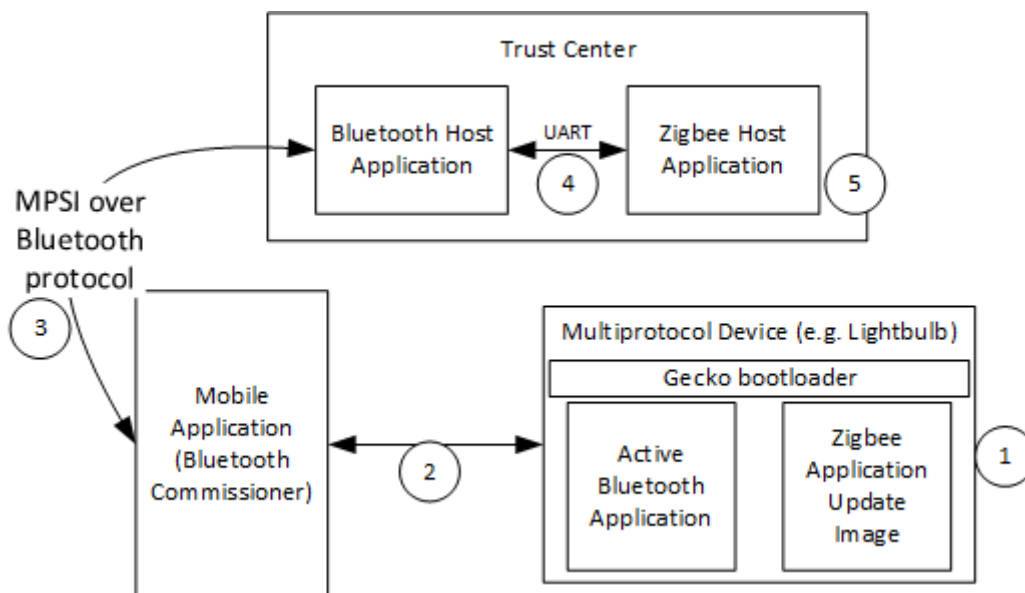 Trust Center
Bluetooth Host
Application
UART
4
Zigbee Host
Application
5
MPSI over
Bluetooth
protocol
3
Mobile
Application
(Bluetooth
Commissioner)
2
Multiprotocol Device (e.g. Lightbulb)
Gecko bootloader
Active
Bluetooth
Application
Zigbee
Application
Update
Image
1